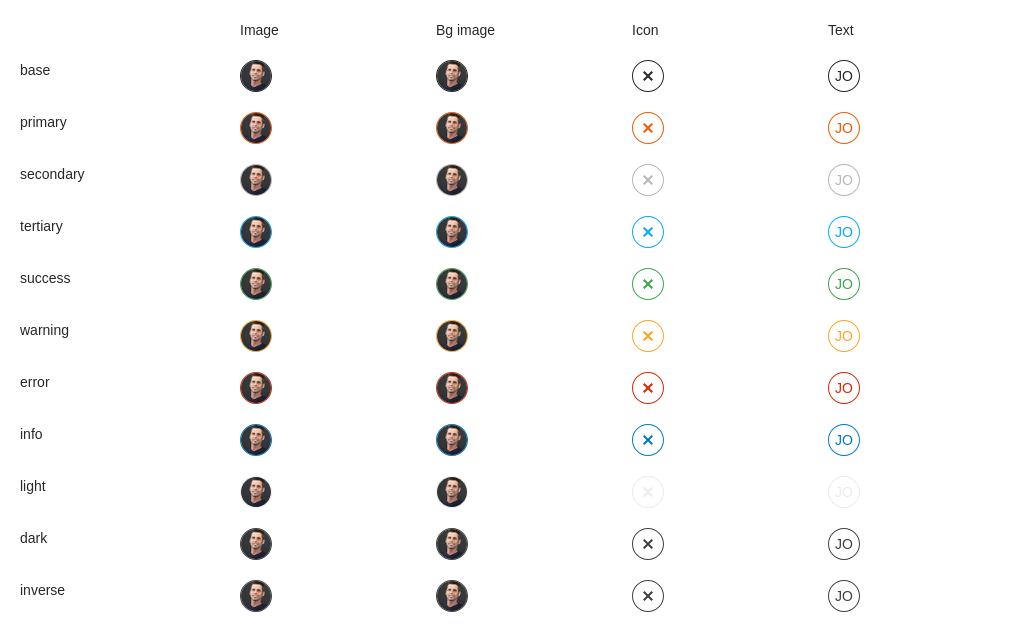 Image Bg image Icon Text
base JO
primary JO
secondary JO
tertiary JO
success JO
warning JO
error JO
info JO
light JO
dark JO
inverse JO